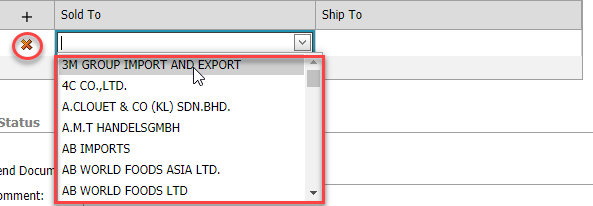 + Sold To Ship To
3M GROUP IMPORT AND EXPORT
4C CO.,LTD.
A.CLOUET & CO (KL) SDN.BHD.
Status
A.M.T HANDELSGMBH
AB IMPORTS
end Docum
AB WORLD FOODS ASIA LTD.
omment:
AB WORLD FOODS LTD